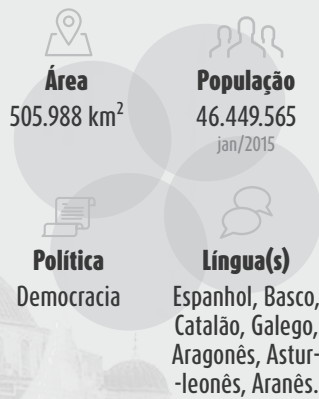 Área
505.988 km²
População
46.449.565
jan/2015
Política
Democracia
Língua(s)
Espanhol, Basco,
Catalão, Galego,
Aragonês, Astur-
-leonês, Aranês.